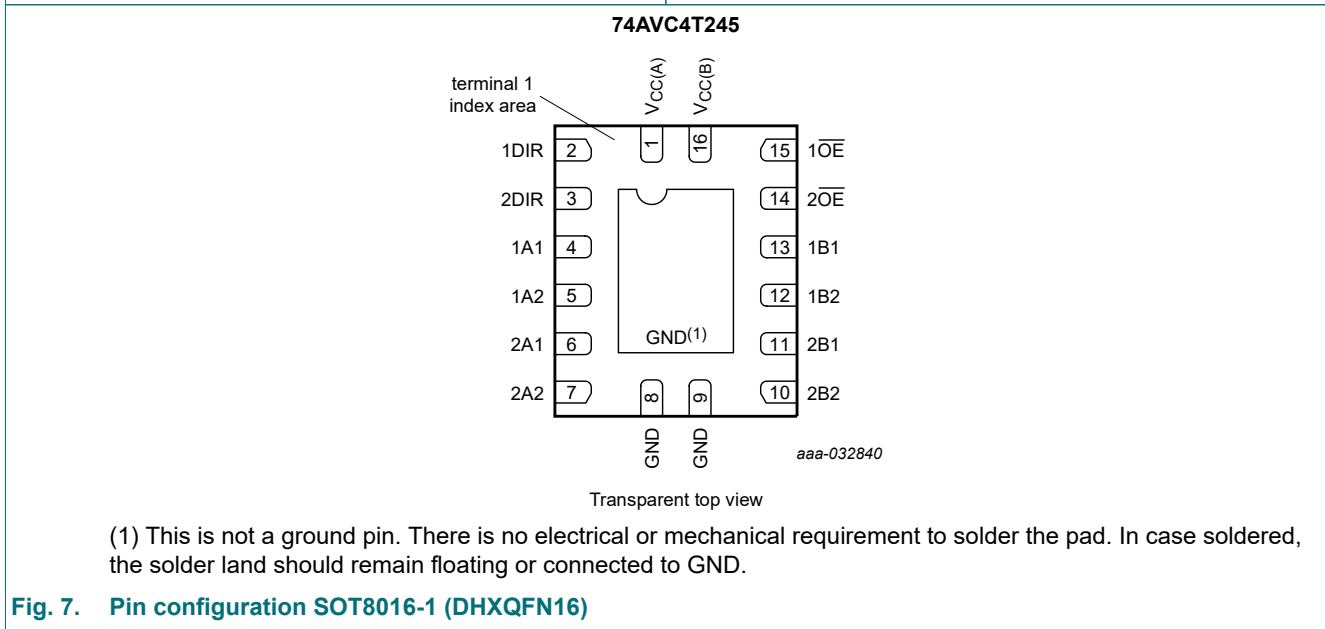 74AVC4T245
terminal 1
index area
VCC(A)
VCC(B)
1
16
1DIR 2
15 1O̅E̅
2DIR 3
14 2O̅E̅
1A1 4
13 1B1
1A2 5
12 1B2
2A1 6
GND(1)
11 2B1
2A2 7
10 2B2
8
9
GND
GND
aaa-032840
Transparent top view
(1) This is not a ground pin. There is no electrical or mechanical requirement to solder the pad. In case soldered,
the solder land should remain floating or connected to GND.
Fig. 7. Pin configuration SOT8016-1 (DHXQFN16)